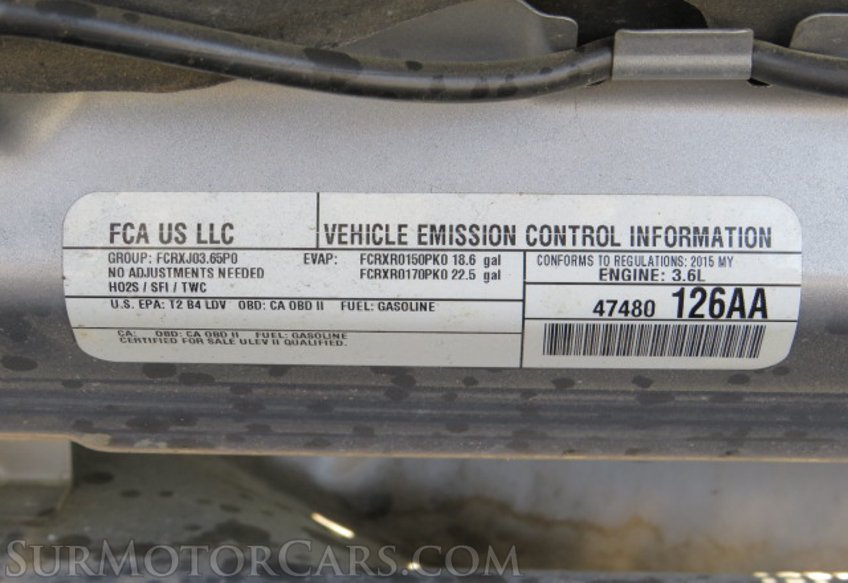 FCA US LLC
VEHICLE EMISSION CONTROL INFORMATION
GROUP: FCRXJ03.65P0
NO ADJUSTMENTS NEEDED
HO2S / SFI / TWC
EVAP: FCRXR0150PK0 18.6 gal
FCRXR0170PK0 22.5 gal
CONFORMS TO REGULATIONS: 2015 MY
ENGINE: 3.6L
U.S. EPA: T2 B4 LDV OBD: CA OBD II FUEL: GASOLINE
47480 126AA
CA: OBD: CA OBD II FUEL: GASOLINE
CERTIFIED FOR SALE ULEV II QUALIFIED.
SURMOTORCARS.COM